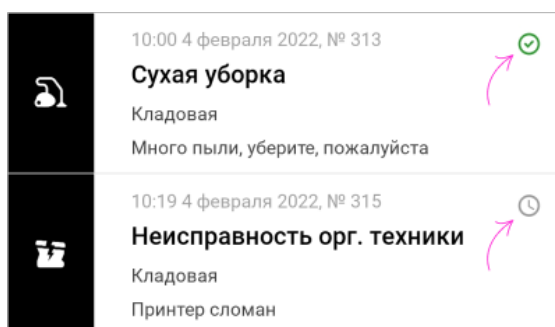 10:00 4 февраля 2022, № 313
Сухая уборка
Кладовая
Много пыли, уберите, пожалуйста
10:19 4 февраля 2022, № 315
Неисправность орг. техники
Кладовая
Принтер сломан